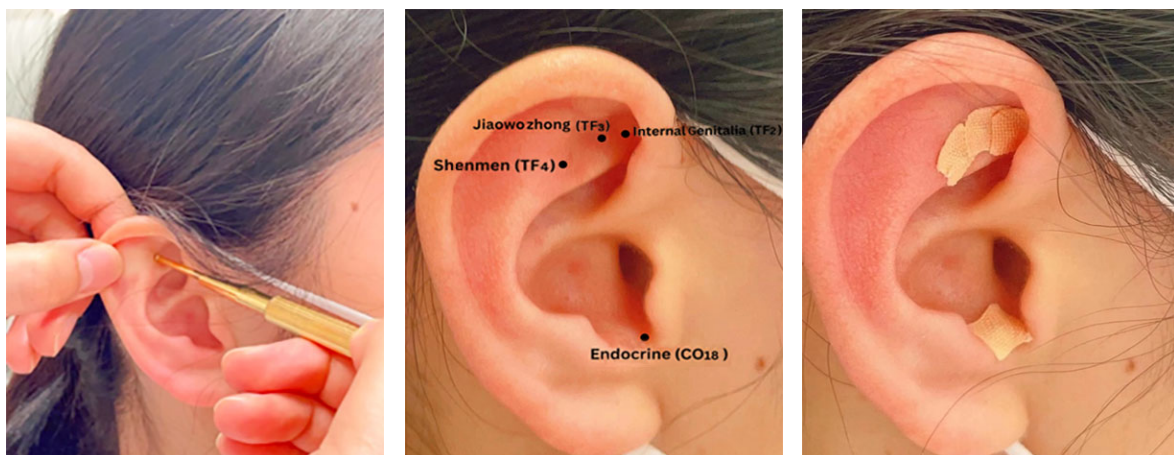 Jiaowozhong (TF3)
Internal Genitalia (TF2)
Shenmen (TF4)
Endocrine (CO18 )